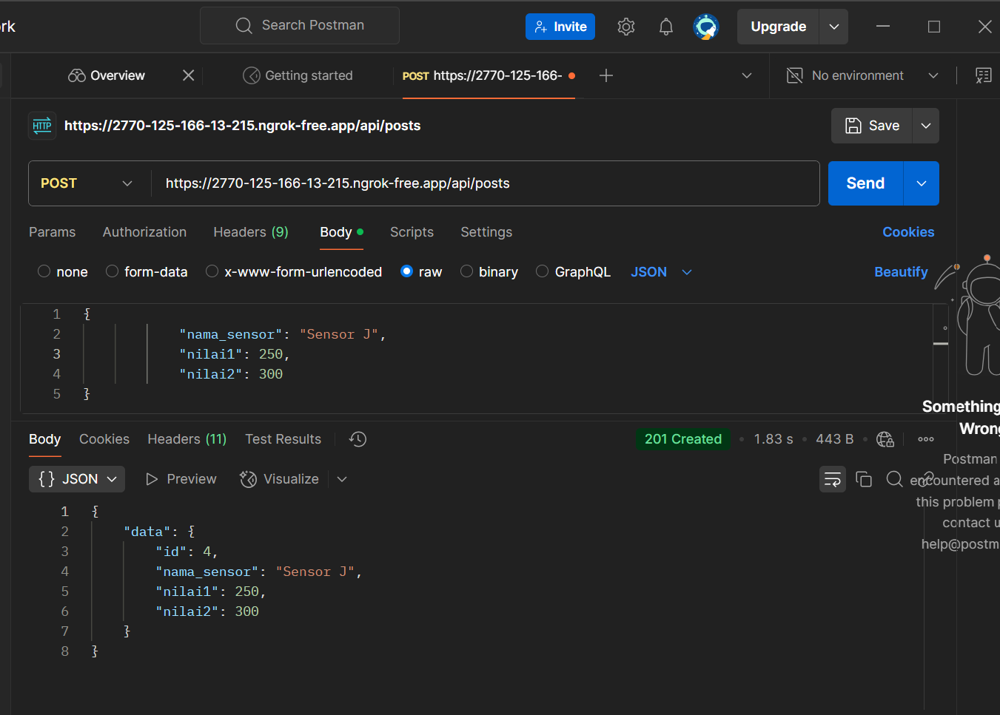 rk
Search Postman
Invite
Upgrade
Overview
Getting started
POST https://2770-125-166-
No environment
HTTP
https://2770-125-166-13-215.ngrok-free.app/api/posts
Save
POST
https://2770-125-166-13-215.ngrok-free.app/api/posts
Send
Params
Authorization
Headers (9)
Body
Scripts
Settings
Cookies
none
form-data
x-www-form-urlencoded
raw
binary
GraphQL
JSON
Beautify
1 {
2 "nama_sensor": "Sensor J",
3 "nilai1": 250,
4 "nilai2": 300
5 }
Something
Wrong
Postman
encountered a
this problem p
contact u
help@postm
Body
Cookies
Headers (11)
Test Results
201 Created
1.83 s
443 B
{} JSON
Preview
Visualize
1 {
2 "data": {
3 "id": 4,
4 "nama_sensor": "Sensor J",
5 "nilai1": 250,
6 "nilai2": 300
7 }
8 }